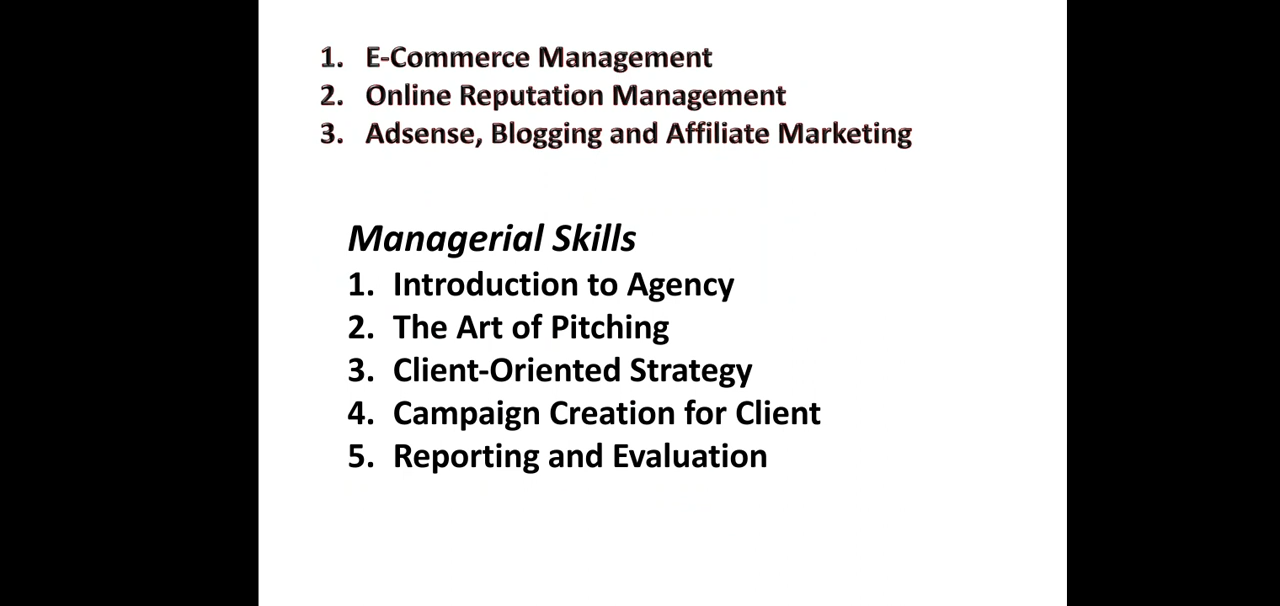 1. E-Commerce Management
2. Online Reputation Management
3. Adsense, Blogging and Affiliate Marketing
Managerial Skills
1. Introduction to Agency
2. The Art of Pitching
3. Client-Oriented Strategy
4. Campaign Creation for Client
5. Reporting and Evaluation